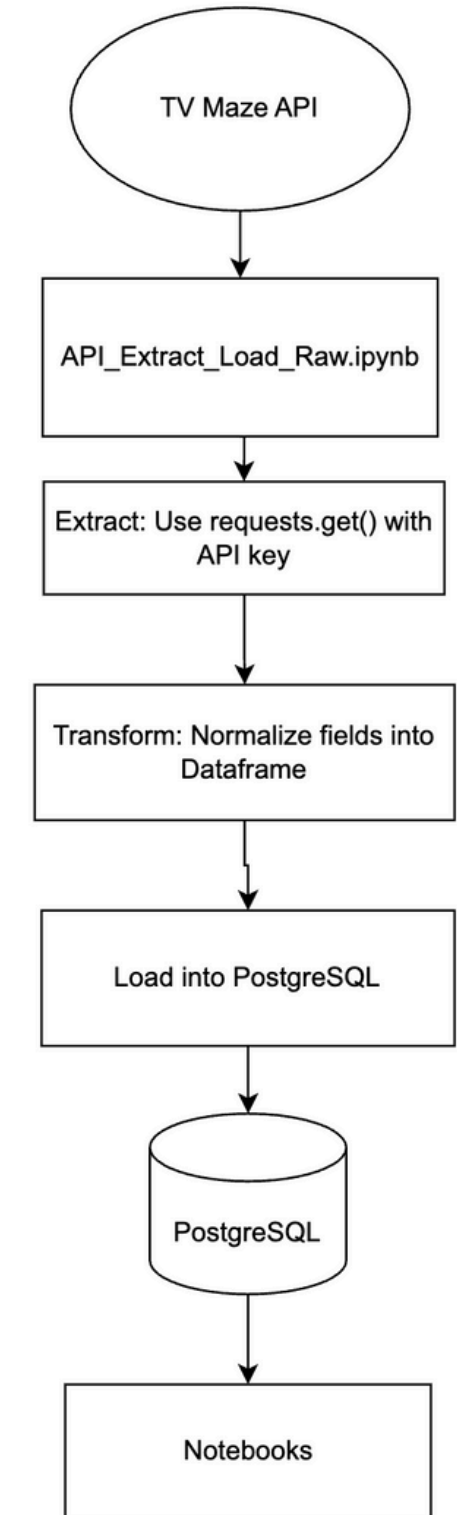 TV Maze API
API_Extract_Load_Raw.ipynb
Extract: Use requests.get() with
API key
Transform: Normalize fields into
Dataframe
Load into PostgreSQL
PostgreSQL
Notebooks